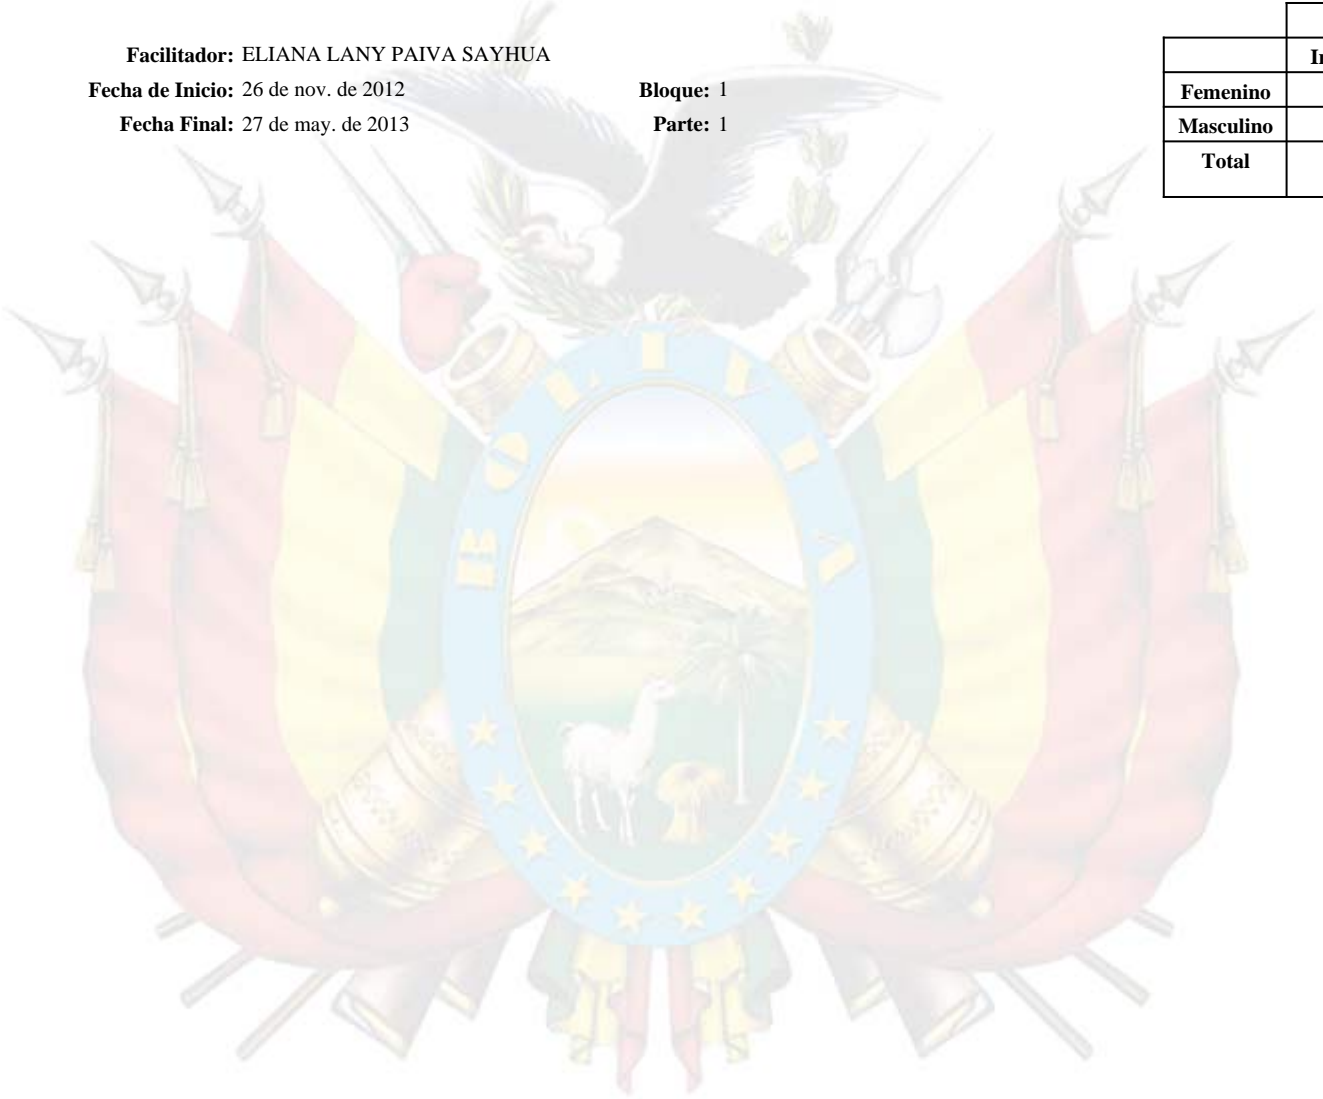 Facilitador: ELIANA LANY PAIVA SAYHUA
Fecha de Inicio: 26 de nov. de 2012 Bloque: 1
Fecha Final: 27 de may. de 2013 Parte: 1
Femenino
Masculino
Total
BOLIVIA